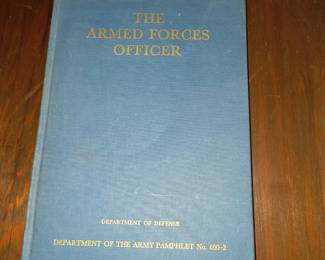 THE
ARMED FORCES
OFFICER
DEPARTMENT OF DEFENSE
DEPARTMENT OF THE ARMY PAMPHLET No. 600-2